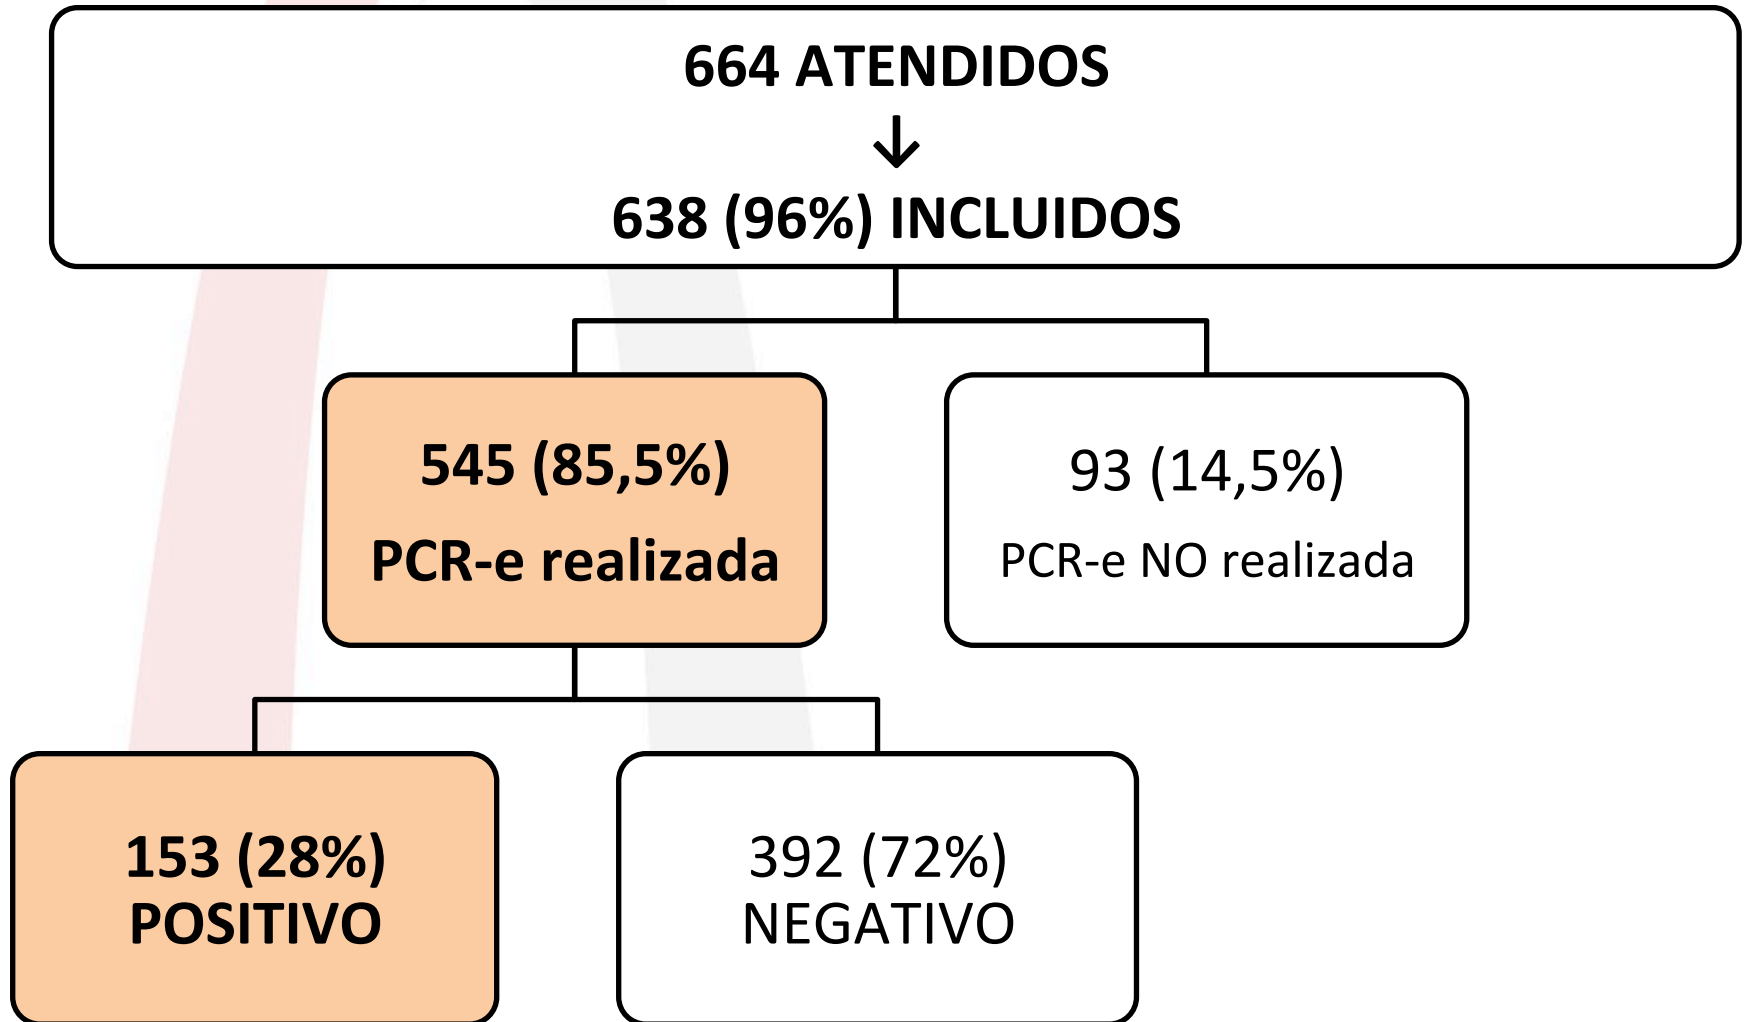 664 ATENDIDOS
↓
638 (96%) INCLUIDOS
545 (85,5%)
PCR-e realizada
93 (14,5%)
PCR-e NO realizada
153 (28%)
POSITIVO
392 (72%)
NEGATIVO